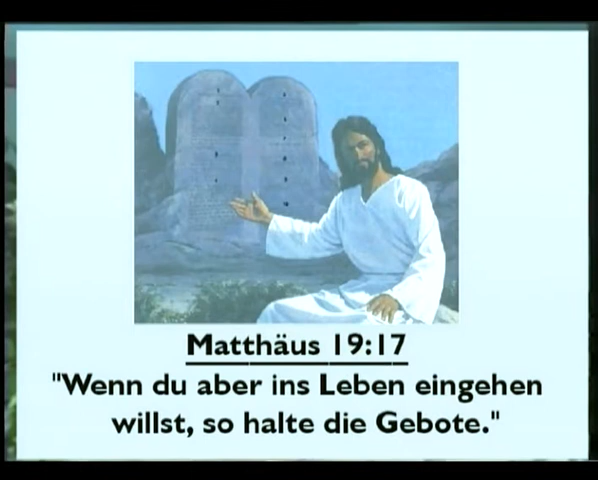 Matthäus 19:17
"Wenn du aber ins Leben eingehen
willst, so halte die Gebote."